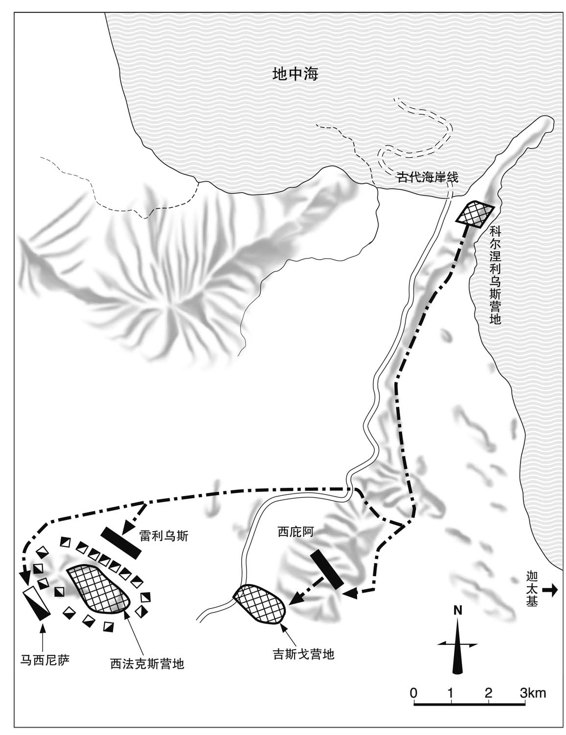 地中海
古代海岸线
科尔涅利乌斯营地
雷利乌斯
西庇阿
迦太基
马西尼萨
西法克斯营地
吉斯戈营地
N
0 1 2 3km